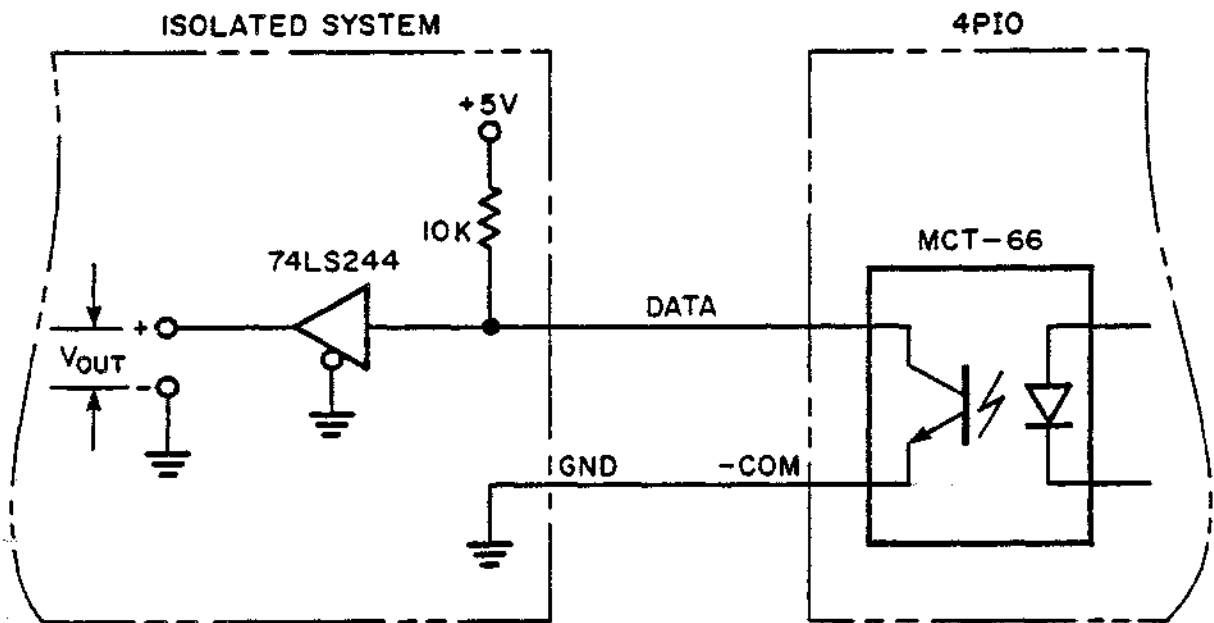 ISOLATED SYSTEM
4PIO
+5V
10K
74LS244
MCT-66
DATA
+
VOUT
-
GND
-COM